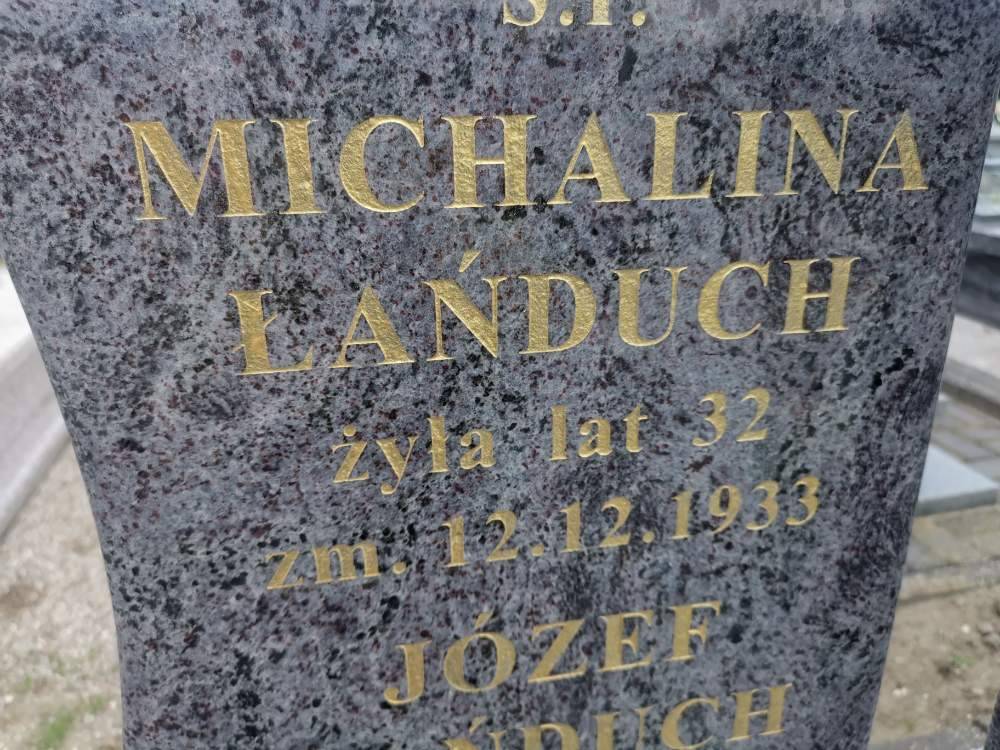 Ś.P.
MICHALINA
ŁAŃDUCH
żyła lat 32
zm. 12.12.1933
JÓZEF